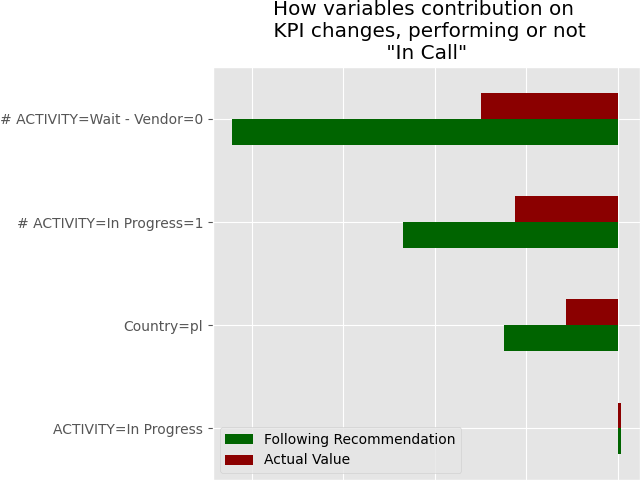 How variables contribution on
KPI changes, performing or not
"In Call"
# ACTIVITY=Wait - Vendor=0
# ACTIVITY=In Progress=1
Country=pl
ACTIVITY=In Progress
Following Recommendation
Actual Value